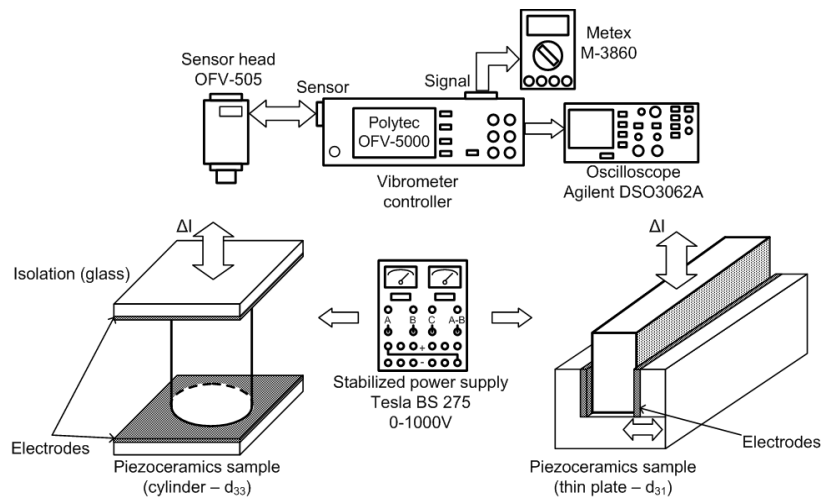 Metex
M-3860
Sensor head
OFV-505
Sensor
Signal
Polytec
OFV-5000
Vibrometer
controller
Oscilloscope
Agilent DSO3062A
Δl
Δl
Isolation (glass)
A B C A-B
+
-
Stabilized power supply
Tesla BS 275
0-1000V
Electrodes
Electrodes
Piezoceramics sample
(cylinder – d33)
Piezoceramics sample
(thin plate – d31)